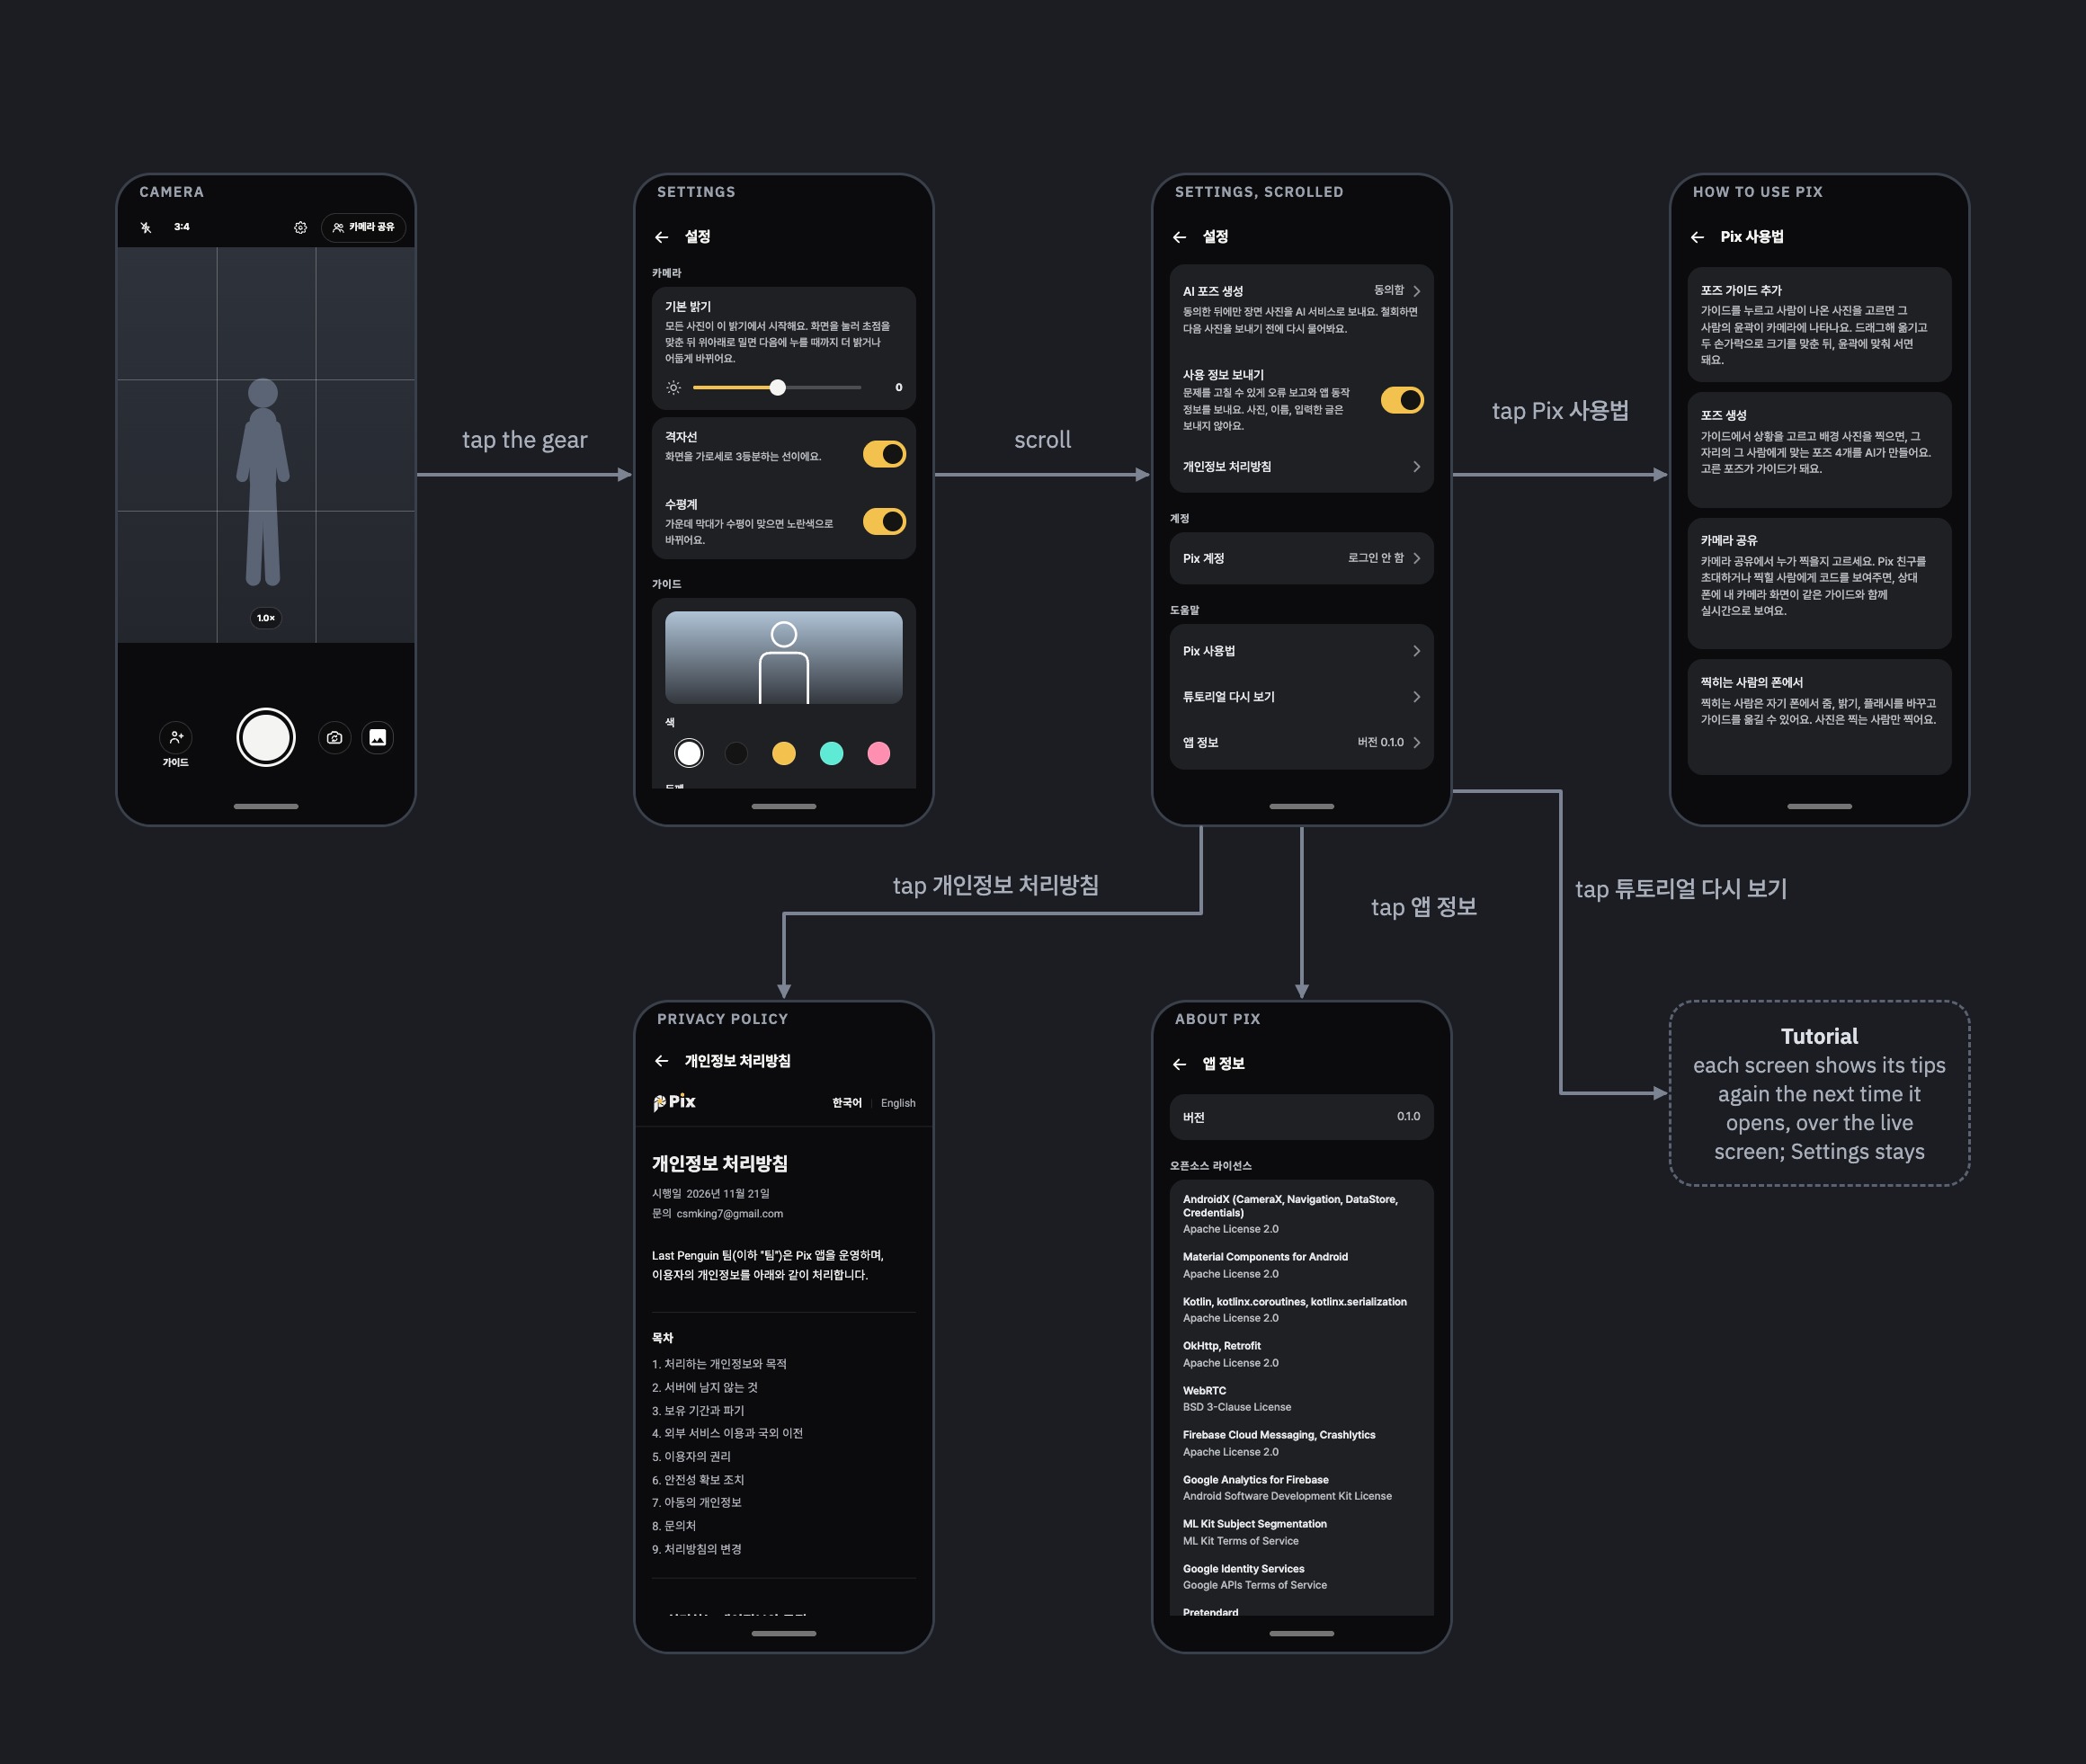 CAMERA
3:4
카메라 공유
1.0×
가이드
tap the gear
SETTINGS
설정
카메라
기본 밝기
모든 사진이 이 밝기에서 시작해요. 화면을 눌러 초점을
맞춘 뒤 위아래로 밀면 다음에 누를 때까지 더 밝거나
어둡게 바뀌어요.
0
격자선
화면을 가로세로 3등분하는 선이에요.
수평계
가운데 막대가 수평이 맞으면 노란색으로
바뀌어요.
가이드
색
scroll
SETTINGS, SCROLLED
설정
AI 포즈 생성
동의함
동의한 뒤에만 장면 사진을 AI 서비스로 보내요. 철회하면
다음 사진을 보내기 전에 다시 물어봐요.
사용 정보 보내기
문제를 고칠 수 있게 오류 보고와 앱 동작
정보를 보내요. 사진, 이름, 입력한 글은
보내지 않아요.
개인정보 처리방침
계정
Pix 계정
로그인 안 함
도움말
Pix 사용법
튜토리얼 다시 보기
앱 정보
버전 0.1.0
tap Pix 사용법
HOW TO USE PIX
Pix 사용법
포즈 가이드 추가
가이드를 누르고 사람이 나온 사진을 고르면 그
사람의 윤곽이 카메라에 나타나요. 드래그해 옮기고
두 손가락으로 크기를 맞춘 뒤, 윤곽에 맞춰 서면
돼요.
포즈 생성
가이드에서 상황을 고르고 배경 사진을 찍으면, 그
자리의 그 사람에게 맞는 포즈 4개를 AI가 만들어요.
고른 포즈가 가이드가 돼요.
카메라 공유
카메라 공유에서 누가 찍을지 고르세요. Pix 친구를
초대하거나 찍힐 사람에게 코드를 보여주면, 상대
폰에 내 카메라 화면이 같은 가이드와 함께
실시간으로 보여요.
찍히는 사람의 폰에서
찍히는 사람은 자기 폰에서 줌, 밝기, 플래시를 바꾸고
가이드를 옮길 수 있어요. 사진은 찍는 사람만 찍어요.
tap 개인정보 처리방침
tap 앱 정보
tap 튜토리얼 다시 보기
PRIVACY POLICY
개인정보 처리방침
Pix
한국어 | English
개인정보 처리방침
시행일 2026년 11월 21일
문의 csmking7@gmail.com
Last Penguin 팀(이하 "팀")은 Pix 앱을 운영하며,
이용자의 개인정보를 아래와 같이 처리합니다.
목차
1. 처리하는 개인정보와 목적
2. 서버에 남지 않는 것
3. 보유 기간과 파기
4. 외부 서비스 이용과 국외 이전
5. 이용자의 권리
6. 안전성 확보 조치
7. 아동의 개인정보
8. 문의처
9. 처리방침의 변경
ABOUT PIX
앱 정보
버전
0.1.0
오픈소스 라이선스
AndroidX (CameraX, Navigation, DataStore,
Credentials)
Apache License 2.0
Material Components for Android
Apache License 2.0
Kotlin, kotlinx.coroutines, kotlinx.serialization
Apache License 2.0
OkHttp, Retrofit
Apache License 2.0
WebRTC
BSD 3-Clause License
Firebase Cloud Messaging, Crashlytics
Apache License 2.0
Google Analytics for Firebase
Android Software Development Kit License
ML Kit Subject Segmentation
ML Kit Terms of Service
Google Identity Services
Google APIs Terms of Service
Pretendard
Tutorial
each screen shows its tips
again the next time it
opens, over the live
screen; Settings stays